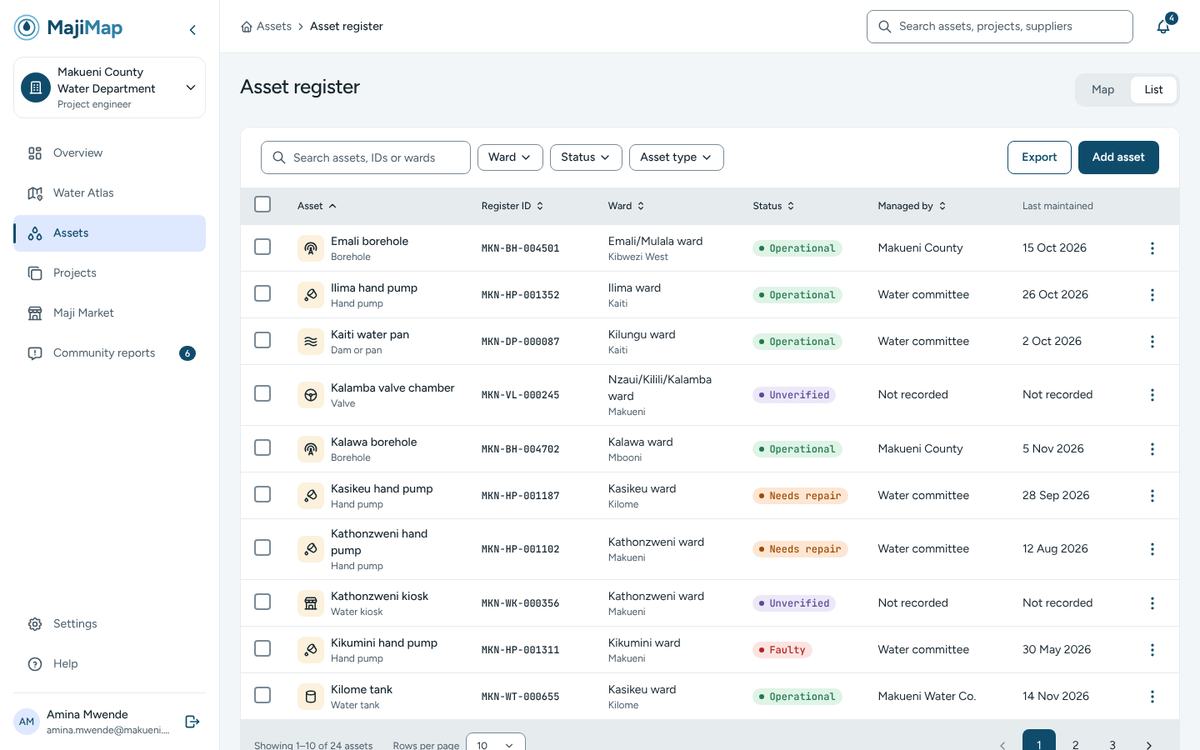 MajiMap
Makueni County
Water Department
Project engineer
Overview
Water Atlas
Assets
Projects
Maji Market
Community reports 6
Settings
Help
AM
Amina Mwende
amina.mwende@makueni....
Assets > Asset register
Search assets, projects, suppliers
4
Asset register
Map List
Search assets, IDs or wards
Ward
Status
Asset type
Export
Add asset
Asset Register ID Ward Status Managed by Last maintained
Emali borehole
Borehole
MKN-BH-004501
Emali/Mulala ward
Kibwezi West
Operational
Makueni County
15 Oct 2026
Ilima hand pump
Hand pump
MKN-HP-001352
Ilima ward
Kaiti
Operational
Water committee
26 Oct 2026
Kaiti water pan
Dam or pan
MKN-DP-000087
Kilungu ward
Kaiti
Operational
Water committee
2 Oct 2026
Kalamba valve chamber
Valve
MKN-VL-000245
Nzaui/Kilili/Kalamba
ward
Makueni
Unverified
Not recorded
Not recorded
Kalawa borehole
Borehole
MKN-BH-004702
Kalawa ward
Mbooni
Operational
Makueni County
5 Nov 2026
Kasikeu hand pump
Hand pump
MKN-HP-001187
Kasikeu ward
Kilome
Needs repair
Water committee
28 Sep 2026
Kathonzweni hand
pump
Hand pump
MKN-HP-001102
Kathonzweni ward
Makueni
Needs repair
Water committee
12 Aug 2026
Kathonzweni kiosk
Water kiosk
MKN-WK-000356
Kathonzweni ward
Makueni
Unverified
Not recorded
Not recorded
Kikumini hand pump
Hand pump
MKN-HP-001311
Kikumini ward
Makueni
Faulty
Water committee
30 May 2026
Kilome tank
Water tank
MKN-WT-000655
Kasikeu ward
Kilome
Operational
Makueni Water Co.
14 Nov 2026
Showing 1–10 of 24 assets
Rows per page 10
1 2 3